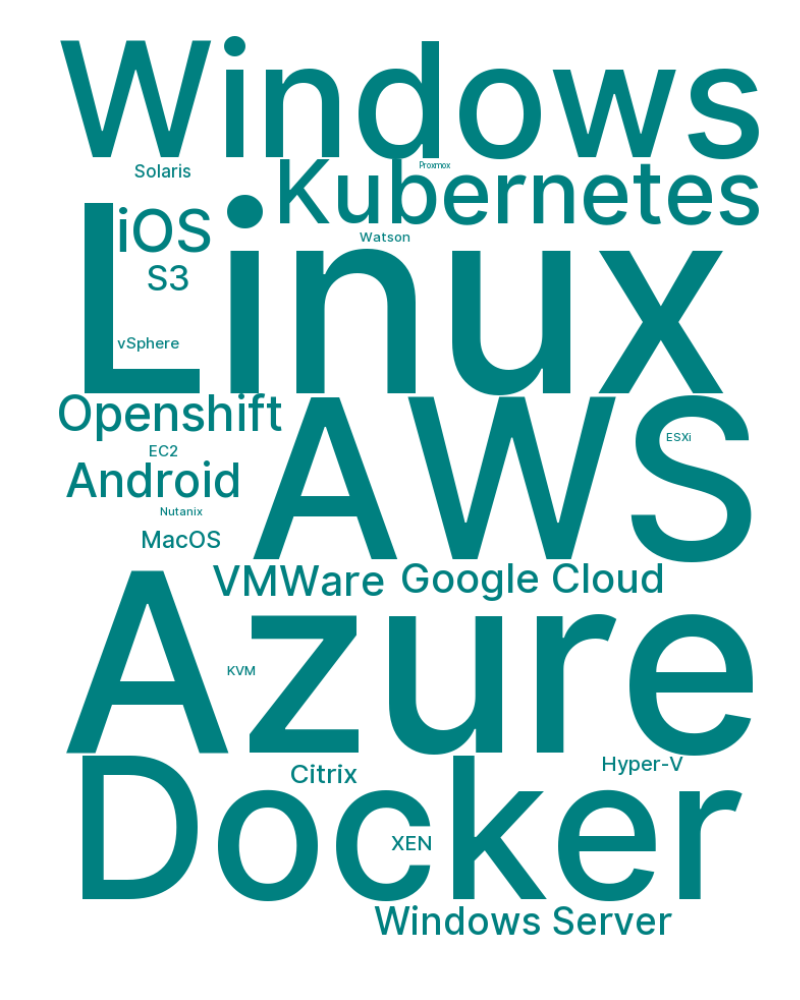 Windows
Solaris
Proxmox
Kubernetes
iOS
Watson
S3
Linux
vSphere
Openshift
AWS
ESXi
EC2
Android
Nutanix
MacOS
VMWare
Google Cloud
Azure
KVM
Citrix
Hyper-V
Docker
XEN
Windows Server